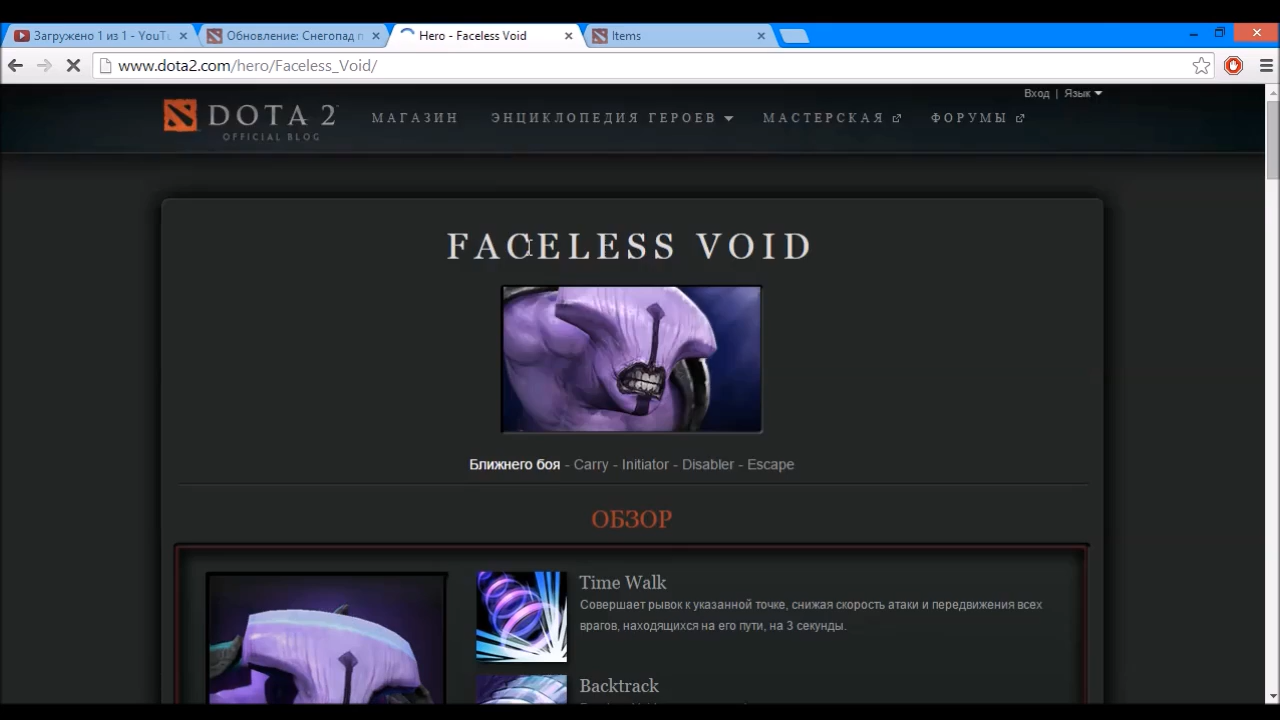 Загружено 1 из 1 - YouTu
Обновление: Снегопад п
Hero - Faceless Void
Items
www.dota2.com/hero/Faceless_Void/
Вход | Язык
DOTA 2
OFFICIAL BLOG
МАГАЗИН
ЭНЦИКЛОПЕДИЯ ГЕРОЕВ
МАСТЕРСКАЯ
ФОРУМЫ
FACELESS VOID
Ближнего боя - Carry - Initiator - Disabler - Escape
ОБЗОР
Time Walk
Совершает рывок к указанной точке, снижая скорость атаки и передвижения всех
врагов, находящихся на его пути, на 3 секунды.
Backtrack